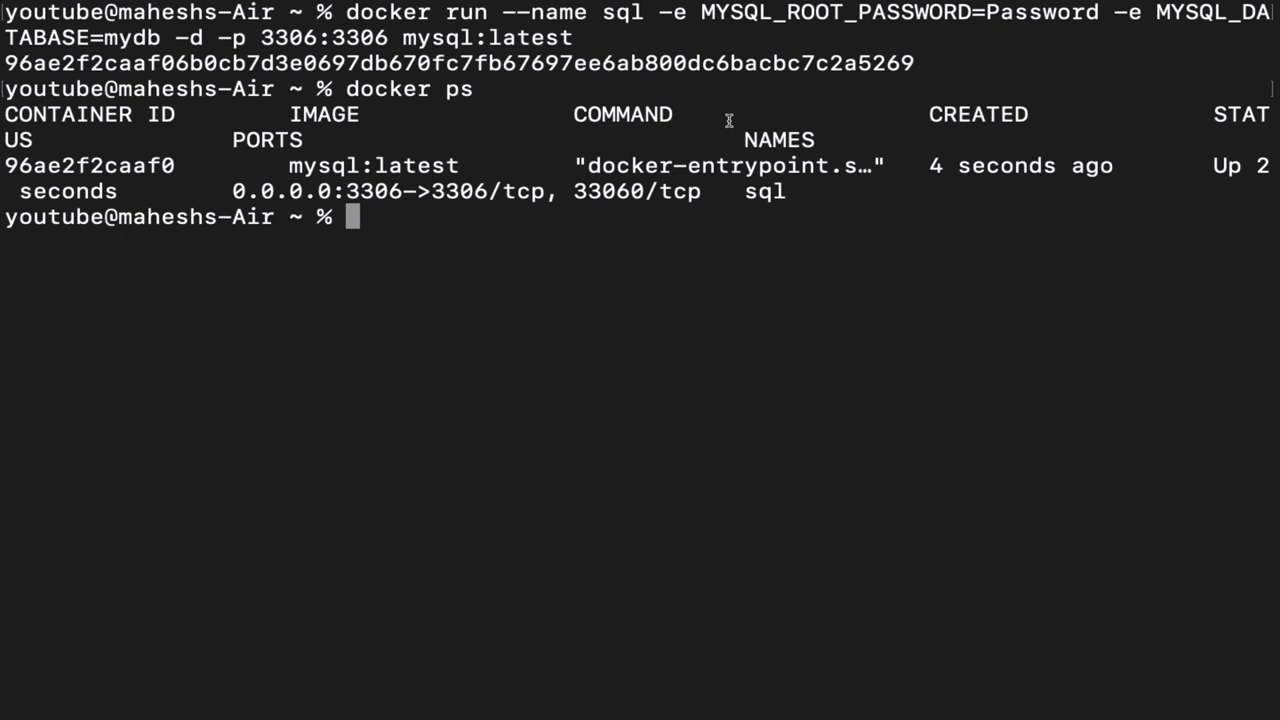 youtube@maheshs-Air ~ % docker run --name sql -e MYSQL_ROOT_PASSWORD=Password -e MYSQL_DA
TABASE=mydb -d -p 3306:3306 mysql:latest
96ae2f2caaf06b0cb7d3e0697db670fc7fb67697ee6ab800dc6bacbc7c2a5269
youtube@maheshs-Air ~ % docker ps
CONTAINER ID        IMAGE               COMMAND                  CREATED             STAT
US              PORTS                               NAMES
96ae2f2caaf0        mysql:latest        "docker-entrypoint.s…"   4 seconds ago       Up 2
 seconds        0.0.0.0:3306->3306/tcp, 33060/tcp   sql
youtube@maheshs-Air ~ %